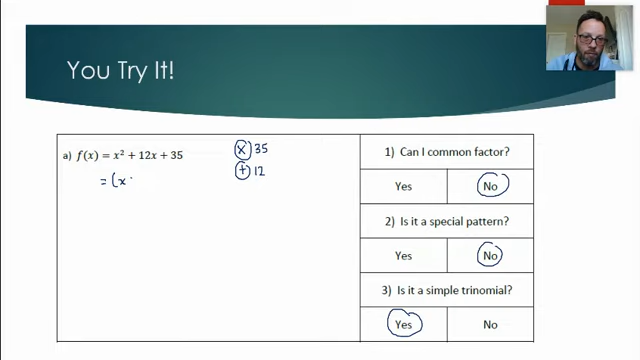 You Try It!
a) f(x) = x² + 12x + 35
= (x
× 35
+ 12
1) Can I common factor?
Yes No
2) Is it a special pattern?
Yes No
3) Is it a simple trinomial?
Yes No